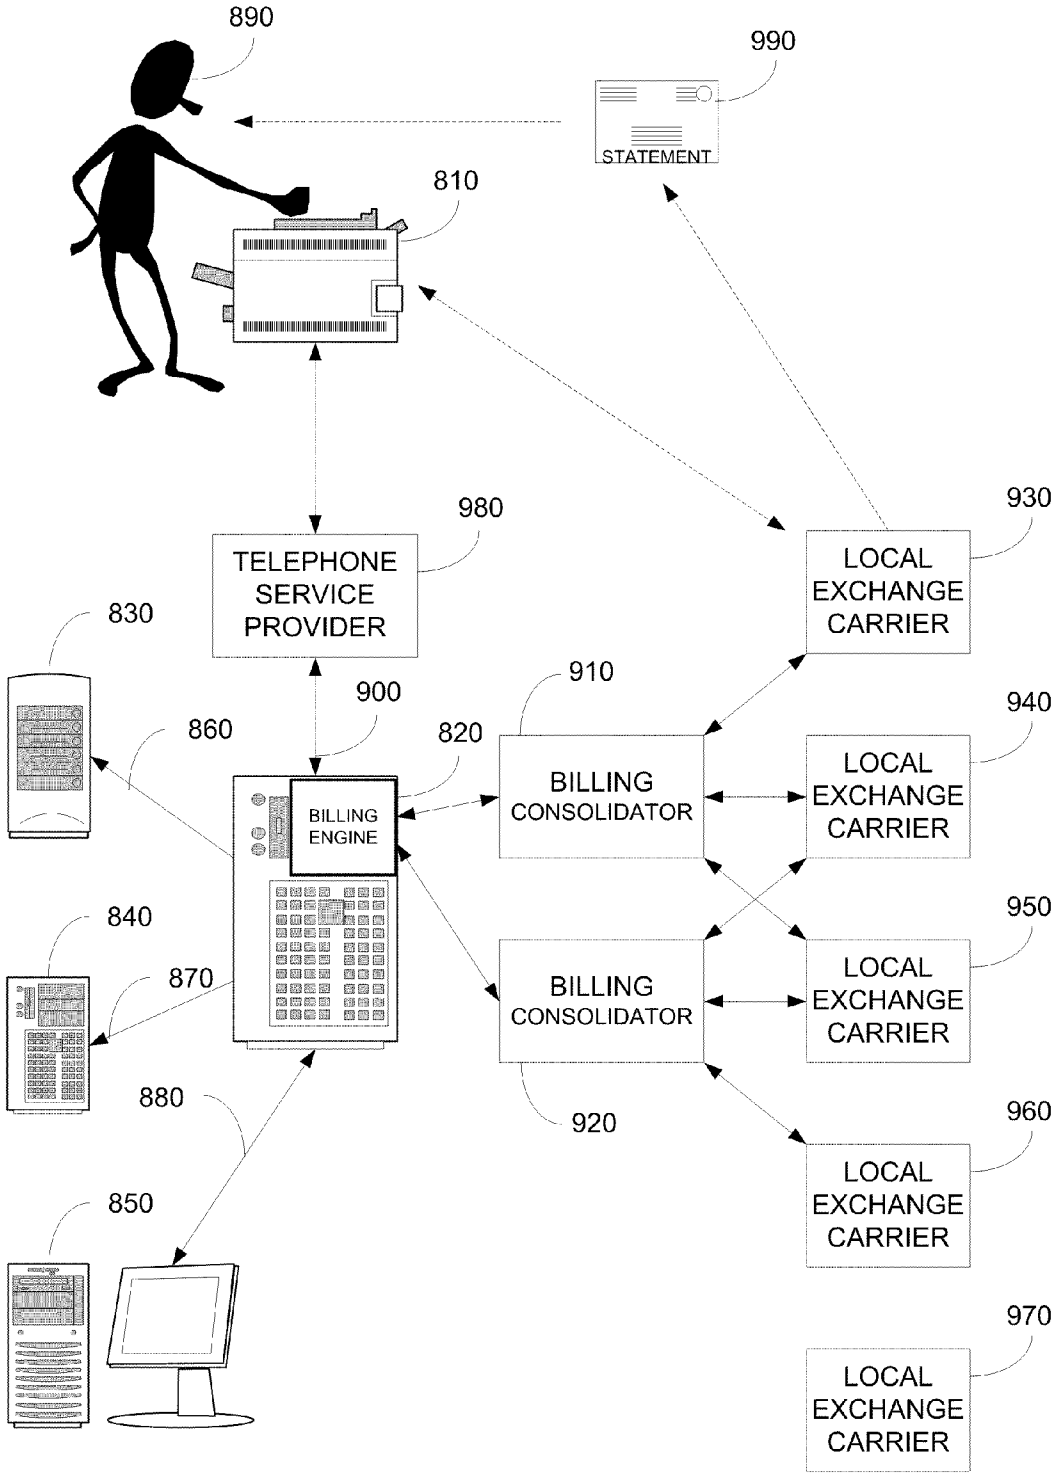 890
990
STATEMENT
810
930
980
LOCAL
EXCHANGE
CARRIER
TELEPHONE
SERVICE
PROVIDER
830
910
900
940
860
820
BILLING
CONSOLIDATOR
LOCAL
EXCHANGE
CARRIER
BILLING
ENGINE
840
950
870
BILLING
CONSOLIDATOR
LOCAL
EXCHANGE
CARRIER
880
920
960
LOCAL
EXCHANGE
CARRIER
850
970
LOCAL
EXCHANGE
CARRIER